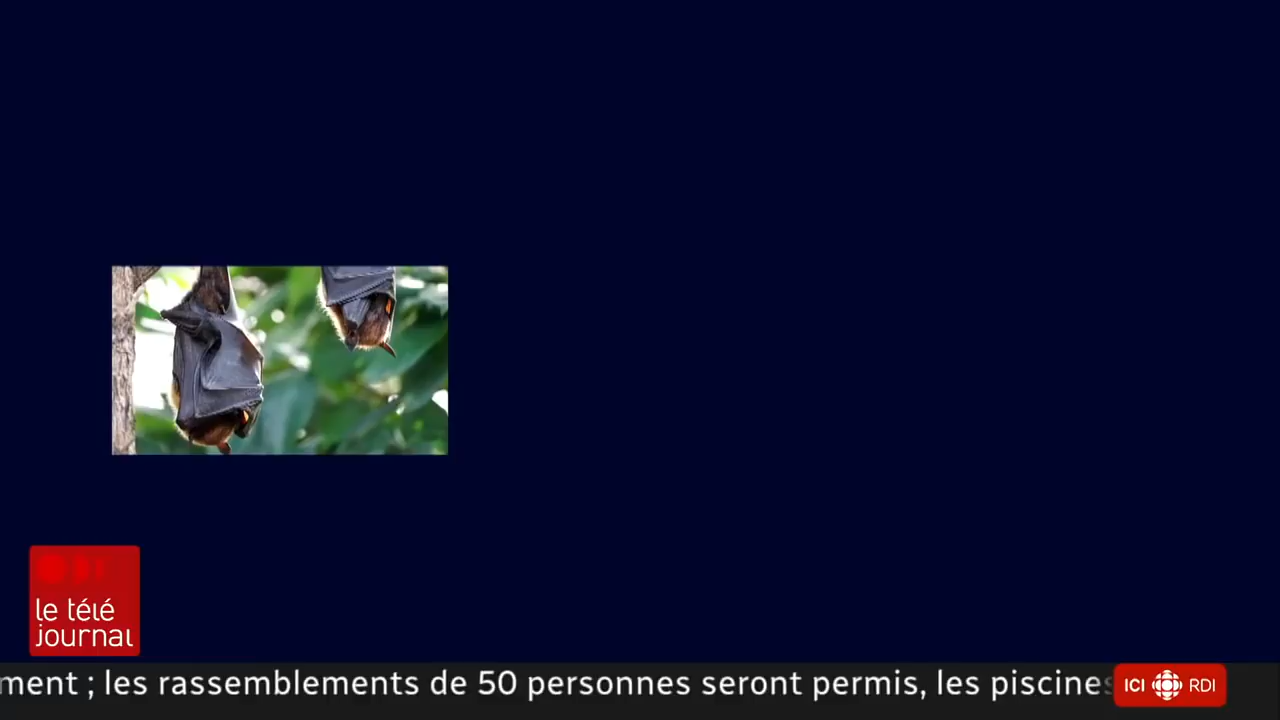 le télé
journal
ment ; les rassemblements de 50 personnes seront permis, les piscines
ICI RDI